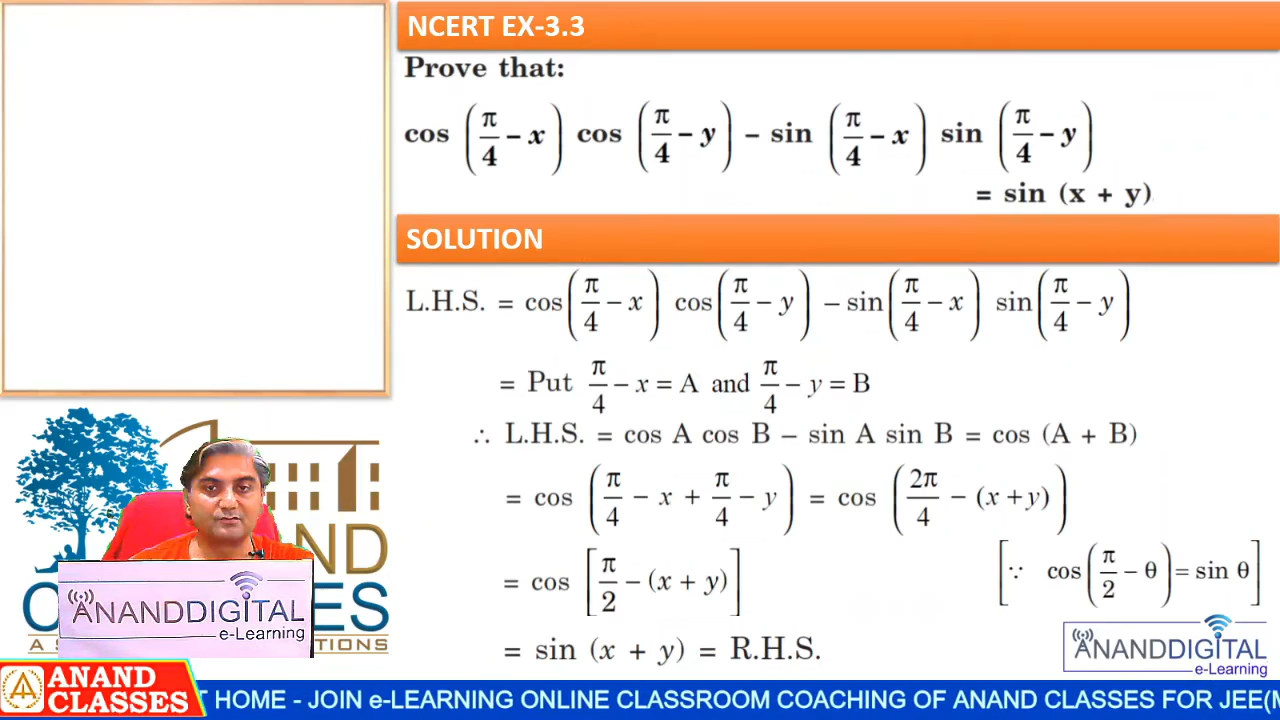 NCERT EX-3.3
Prove that:
cos (π/4 – x) cos (π/4 – y) – sin (π/4 – x) sin (π/4 – y)
= sin (x + y)
SOLUTION
L.H.S. = cos(π/4 – x) cos(π/4 – y) – sin(π/4 – x) sin(π/4 – y)
= Put π/4 – x = A and π/4 – y = B
∴ L.H.S. = cos A cos B – sin A sin B = cos (A + B)
= cos (π/4 – x + π/4 – y) = cos (2π/4 – (x + y))
= cos [π/2 – (x + y)] [∵ cos(π/2 – θ) = sin θ]
= sin (x + y) = R.H.S.
ANANDDIGITAL
e-Learning
ANANDDIGITAL
e-Learning
ANAND
CLASSES
T HOME - JOIN e-LEARNING ONLINE CLASSROOM COACHING OF ANAND CLASSES FOR JEE(M